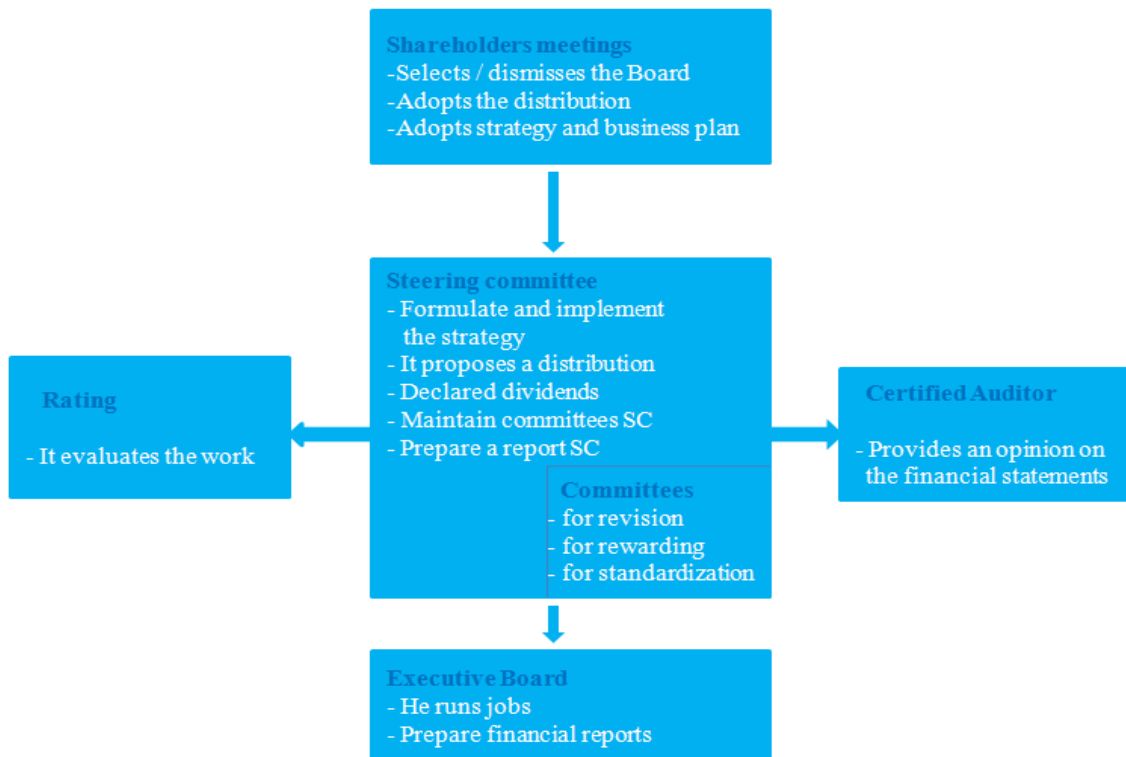 Shareholders meetings
-Selects / dismisses the Board
-Adopts the distribution
-Adopts strategy and business plan
Steering committee
- Formulate and implement
the strategy
- It proposes a distribution
- Declared dividends
- Maintain committees SC
- Prepare a report SC
Committees
- for revision
- for rewarding
- for standardization
Rating
- It evaluates the work
Certified Auditor
- Provides an opinion on
the financial statements
Executive Board
- He runs jobs
- Prepare financial reports